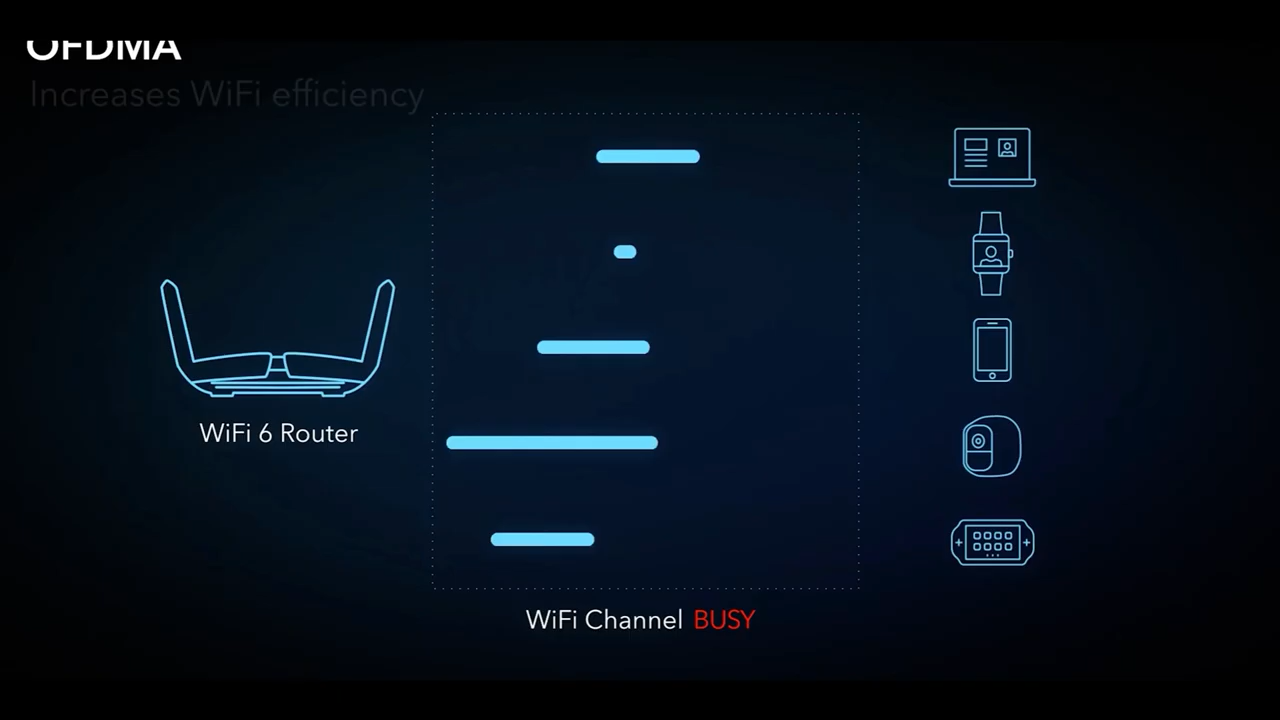 OFDMA
Increases WiFi efficiency
WiFi 6 Router
WiFi Channel BUSY